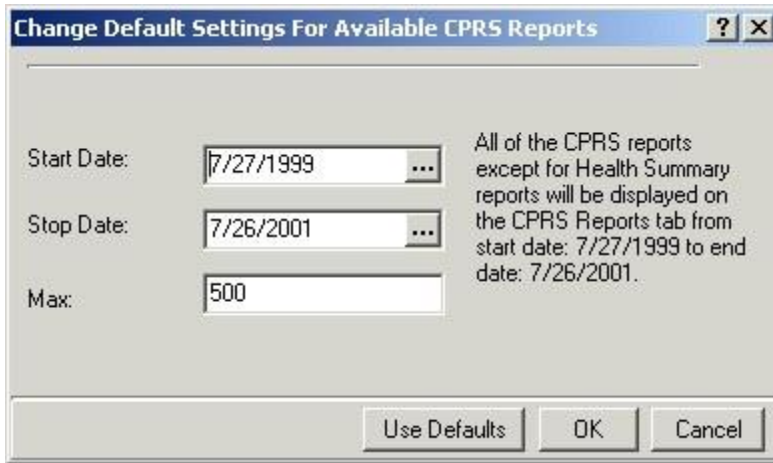 Change Default Settings For Available CPRS Reports
Start Date:
7/27/1999
...
Stop Date:
7/26/2001
...
Max:
500
All of the CPRS reports
except for Health Summary
reports will be displayed on
the CPRS Reports tab from
start date: 7/27/1999 to end
date: 7/26/2001.
Use Defaults
OK
Cancel